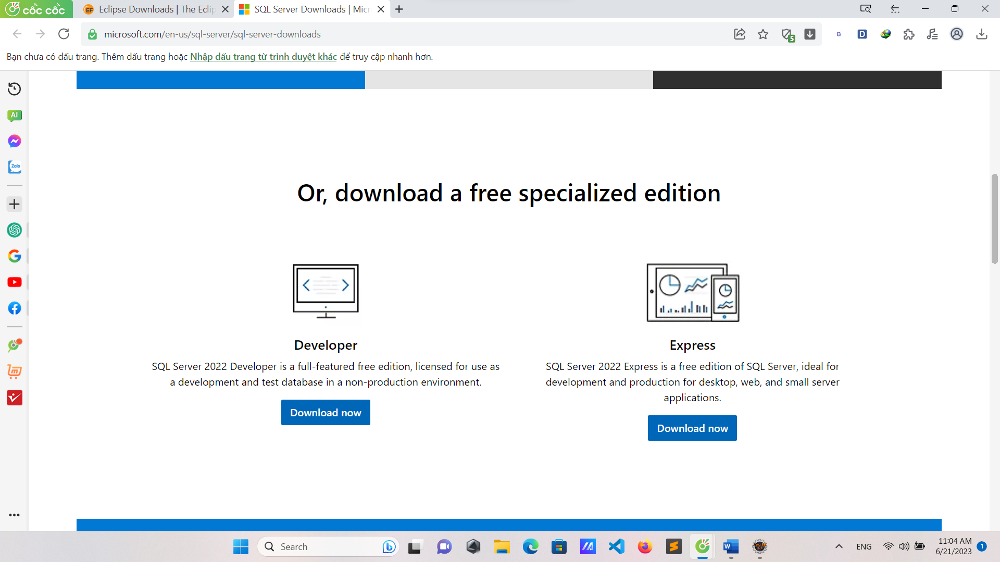 cốc cốc
Eclipse Downloads | The Eclip
SQL Server Downloads | Micr
microsoft.com/en-us/sql-server/sql-server-downloads
5
B
D
Bạn chưa có dấu trang. Thêm dấu trang hoặc Nhập dấu trang từ trình duyệt khác để truy cập nhanh hơn.
AI
Zalo
Or, download a free specialized edition
Developer
SQL Server 2022 Developer is a full-featured free edition, licensed for use as
a development and test database in a non-production environment.
Download now
Express
SQL Server 2022 Express is a free edition of SQL Server, ideal for
development and production for desktop, web, and small server
applications.
Download now
Search
ENG
11:04 AM
6/21/2023
1